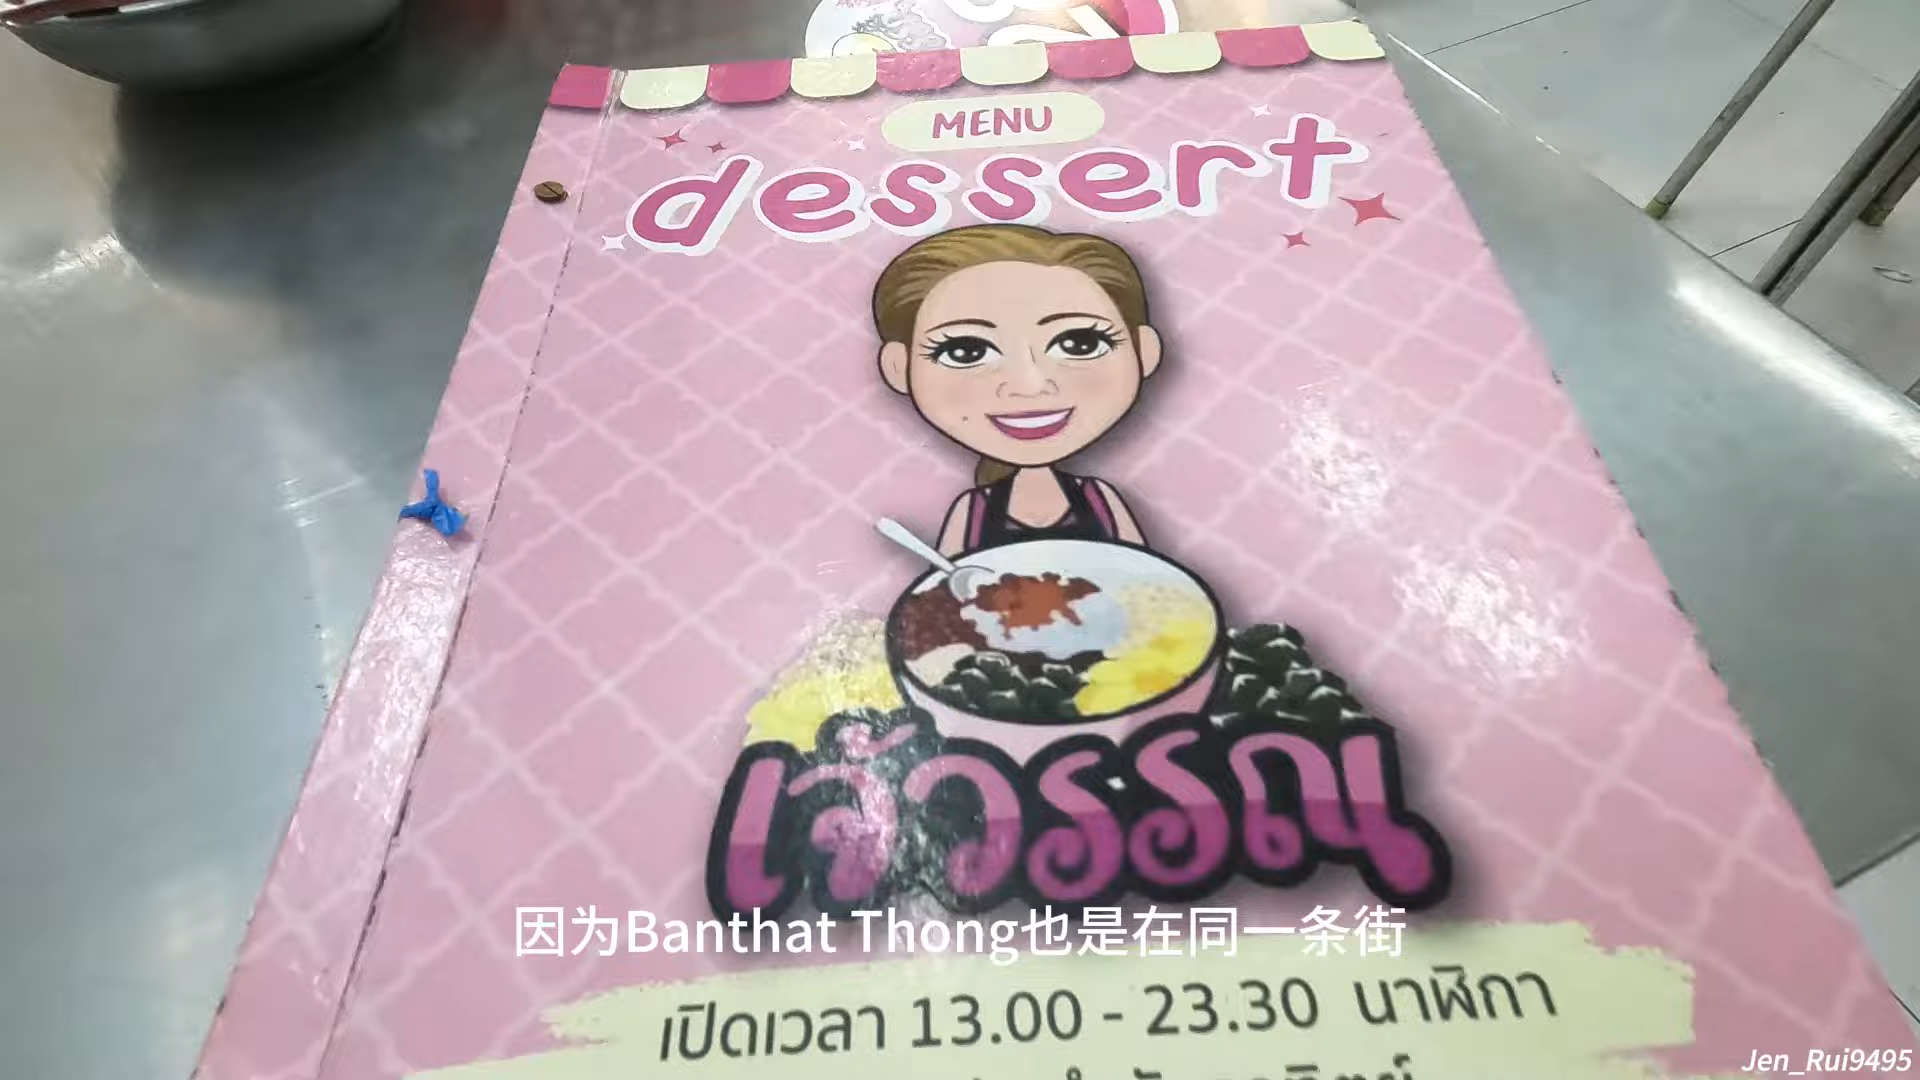 MENU
dessert
เจ้วรรณ
因为Banthat Thong也是在同一条街
เปิดเวลา 13.00 - 23.30 นาฬิกา
Jen_Rui9495